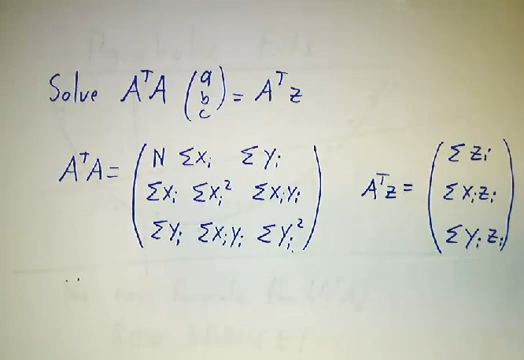 Solve AᵀA (a b c) = Aᵀz
AᵀA = (N Σxᵢ Σyᵢ
Σxᵢ Σxᵢ² Σxᵢyᵢ
Σyᵢ Σxᵢyᵢ Σyᵢ²)
Aᵀz = (Σzᵢ
Σxᵢzᵢ
Σyᵢzᵢ)